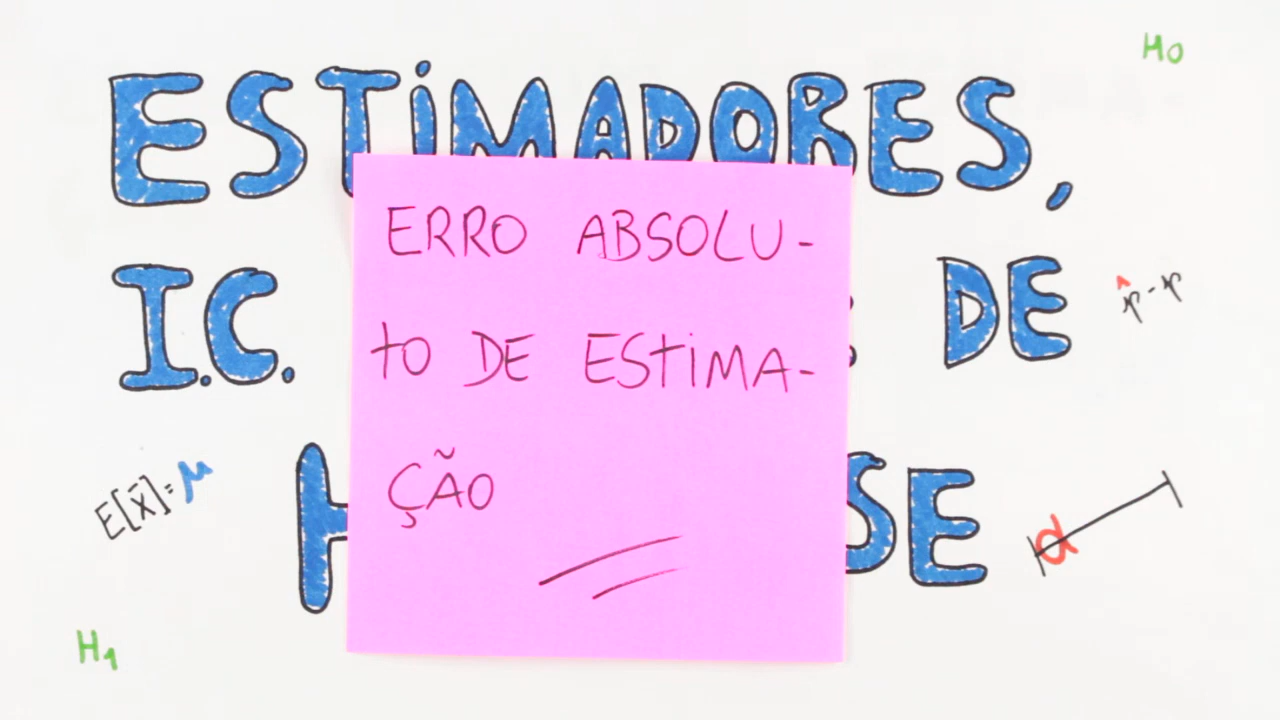 H0
ESTIMADORES,
I.C. DE
p̂-p
ERRO ABSOLU-
TO DE ESTIMA-
ÇÃO
E[X̄]=μ
SE
α
H1